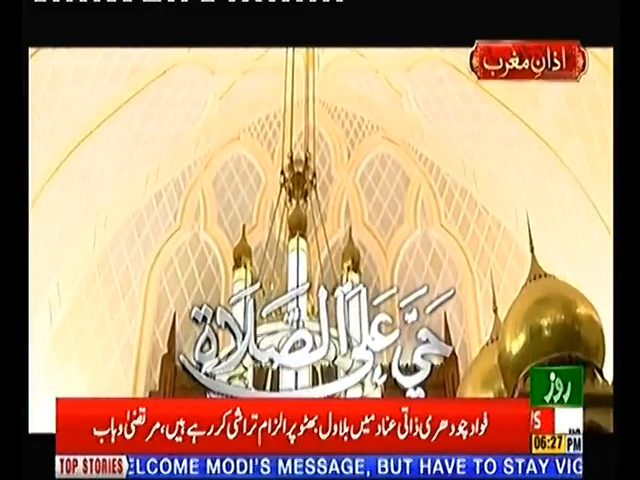 اذانِ مغرب
حَيَّ عَلَى الصَّلَاة
روز
فواد چودھری ذاتی عناد میں بلاول بھٹو پر الزام تراشی کر رہے ہیں، مرتضیٰ وہاب
06:27 PM
TOP STORIES ELCOME MODI'S MESSAGE, BUT HAVE TO STAY VIG